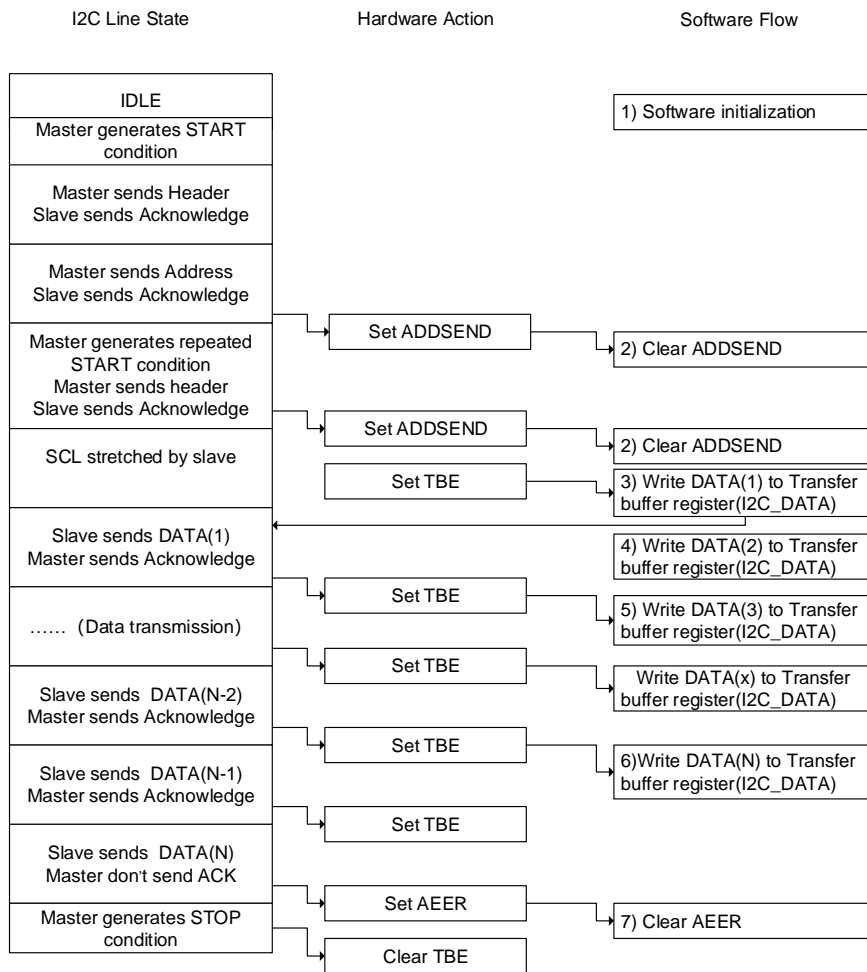 I2C Line State
Hardware Action
Software Flow
IDLE
1) Software initialization
Master generates START
condition
Master sends Header
Slave sends Acknowledge
Master sends Address
Slave sends Acknowledge
Set ADDSEND
2) Clear ADDSEND
Master generates repeated
START condition
Master sends header
Slave sends Acknowledge
Set ADDSEND
2) Clear ADDSEND
SCL stretched by slave
Set TBE
3) Write DATA(1) to Transfer
buffer register(I2C_DATA)
Slave sends DATA(1)
Master sends Acknowledge
4) Write DATA(2) to Transfer
buffer register(I2C_DATA)
Set TBE
5) Write DATA(3) to Transfer
buffer register(I2C_DATA)
…… (Data transmission)
Set TBE
Write DATA(x) to Transfer
buffer register(I2C_DATA)
Slave sends DATA(N-2)
Master sends Acknowledge
Set TBE
6)Write DATA(N) to Transfer
buffer register(I2C_DATA)
Slave sends DATA(N-1)
Master sends Acknowledge
Set TBE
Slave sends DATA(N)
Master don't send ACK
Set AEER
7) Clear AEER
Master generates STOP
condition
Clear TBE